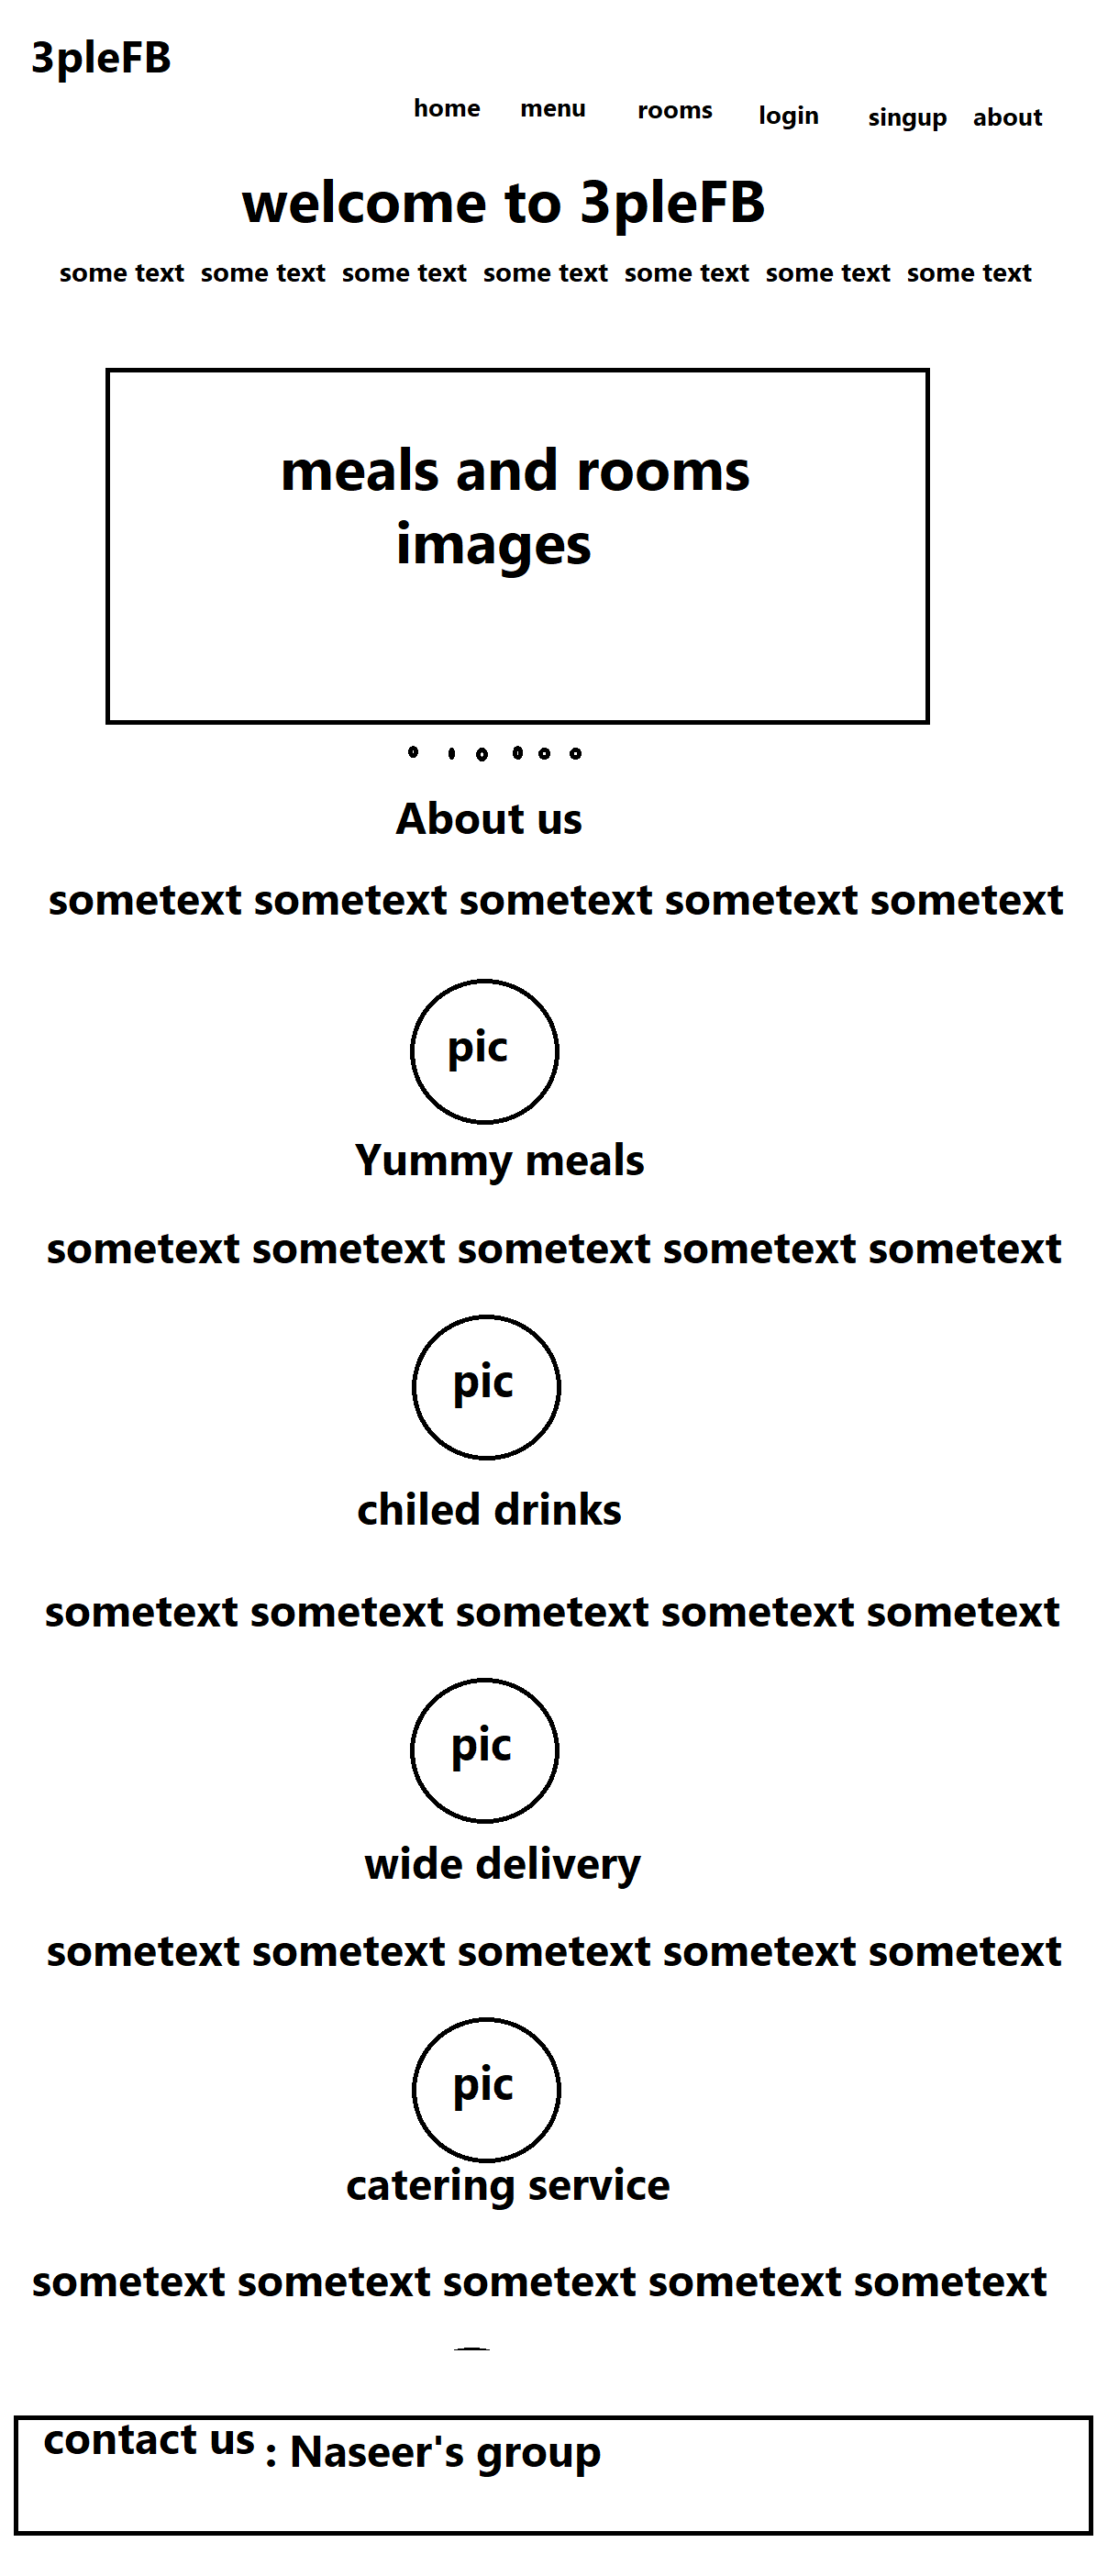 3pleFB
home menu rooms login singup about
welcome to 3pleFB
some text some text some text some text some text some text some text
meals and rooms
images
About us
sometext sometext sometext sometext sometext
pic
Yummy meals
sometext sometext sometext sometext sometext
pic
chiled drinks
sometext sometext sometext sometext sometext
pic
wide delivery
sometext sometext sometext sometext sometext
pic
catering service
sometext sometext sometext sometext sometext
contact us : Naseer's group